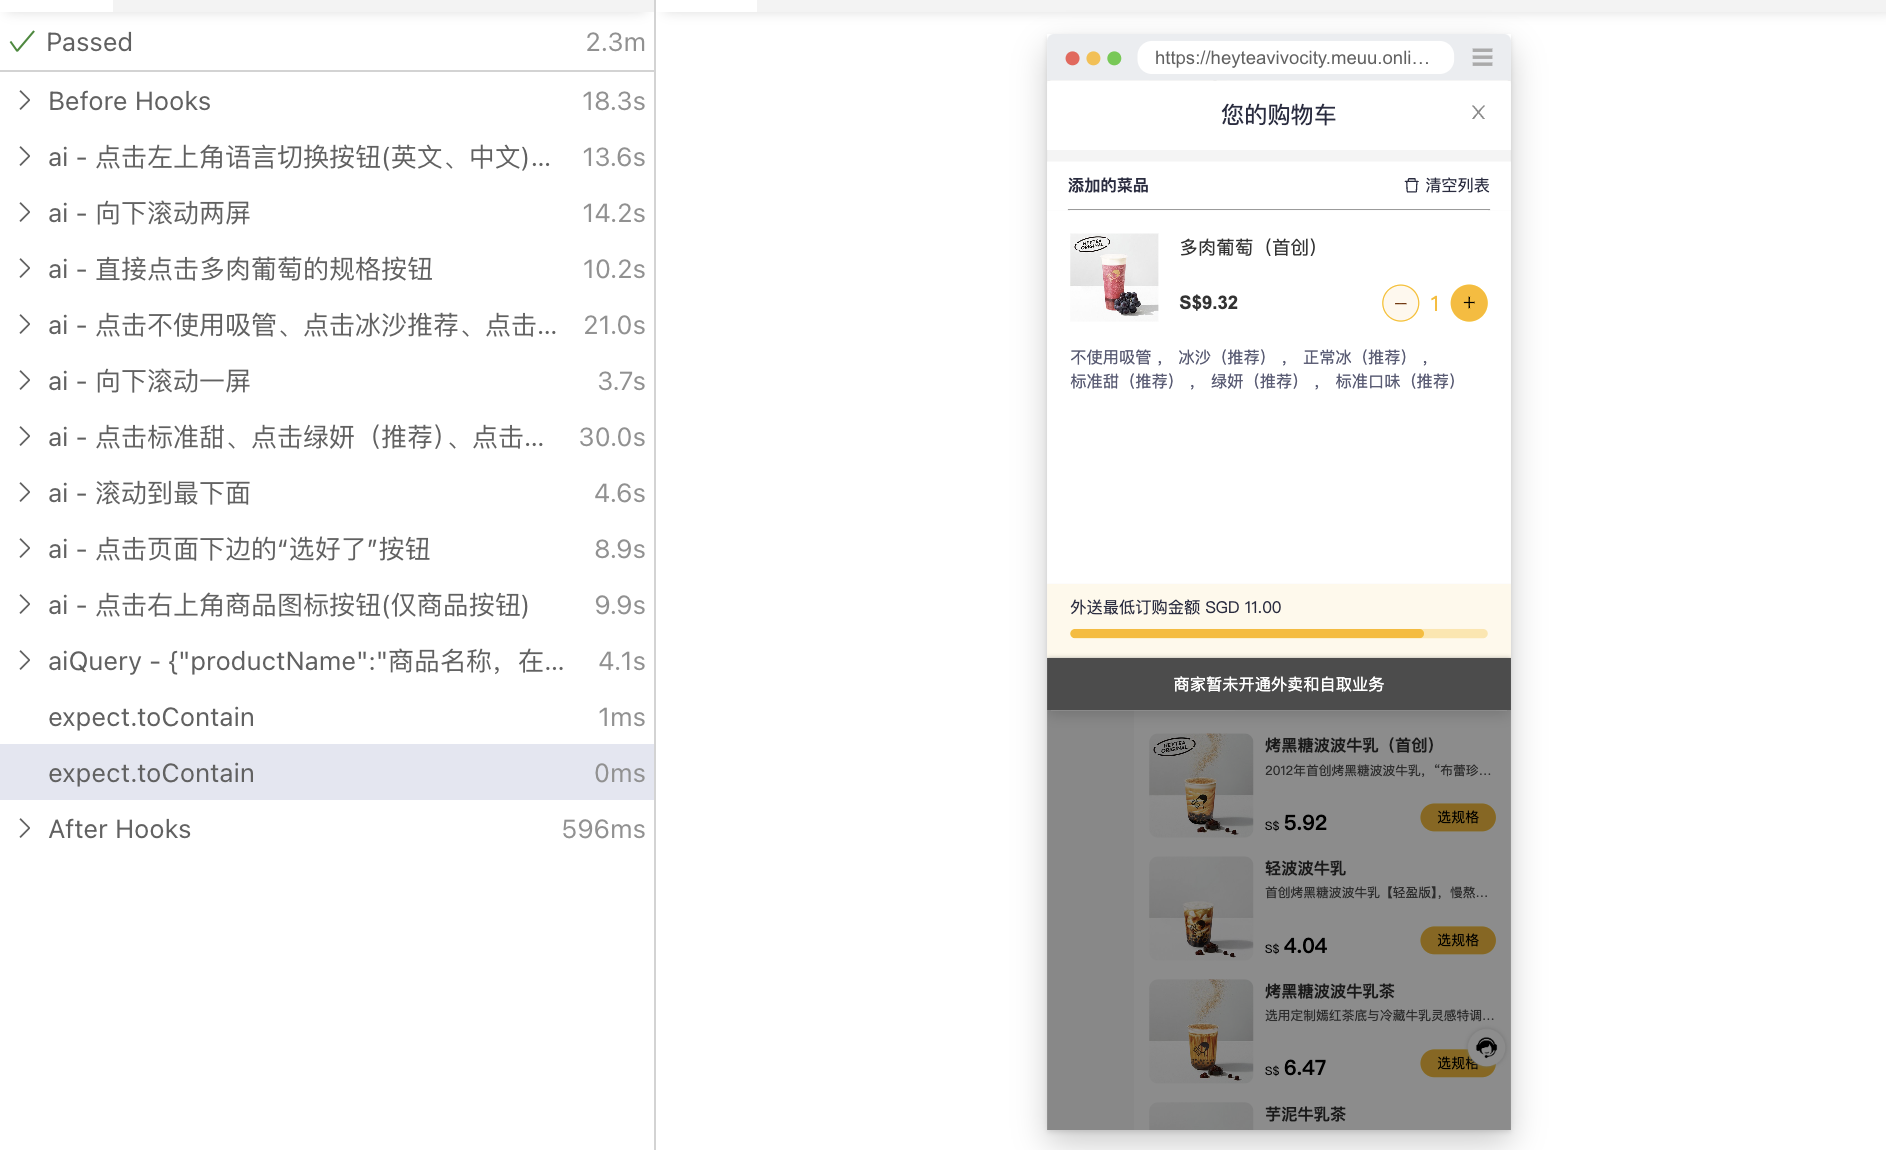 Passed 2.3m
Before Hooks 18.3s
ai - 点击左上角语言切换按钮(英文、中文)... 13.6s
ai - 向下滚动两屏 14.2s
ai - 直接点击多肉葡萄的规格按钮 10.2s
ai - 点击不使用吸管、点击冰沙推荐、点击... 21.0s
ai - 向下滚动一屏 3.7s
ai - 点击标准甜、点击绿妍（推荐）、点击... 30.0s
ai - 滚动到最下面 4.6s
ai - 点击页面下边的“选好了”按钮 8.9s
ai - 点击右上角商品图标按钮(仅商品按钮) 9.9s
aiQuery - {"productName":"商品名称，在... 4.1s
expect.toContain 1ms
expect.toContain 0ms
After Hooks 596ms
https://heyteavivocity.meuu.onli...
您的购物车
添加的菜品 清空列表
HEYTEA ORIGINAL
多肉葡萄（首创）
S$9.32 − 1 +
不使用吸管 ， 冰沙（推荐） ， 正常冰（推荐） ，
标准甜（推荐） ， 绿妍（推荐） ， 标准口味（推荐）
外送最低订购金额 SGD 11.00
商家暂未开通外卖和自取业务
HEYTEA ORIGINAL
烤黑糖波波牛乳（首创）
2012年首创烤黑糖波波牛乳，“布蕾珍...
S$ 5.92 选规格
轻波波牛乳
首创烤黑糖波波牛乳【轻盈版】，慢熬...
S$ 4.04 选规格
烤黑糖波波牛乳茶
选用定制嫣红茶底与冷藏牛乳灵感特调...
S$ 6.47 选规格
芋泥牛乳茶